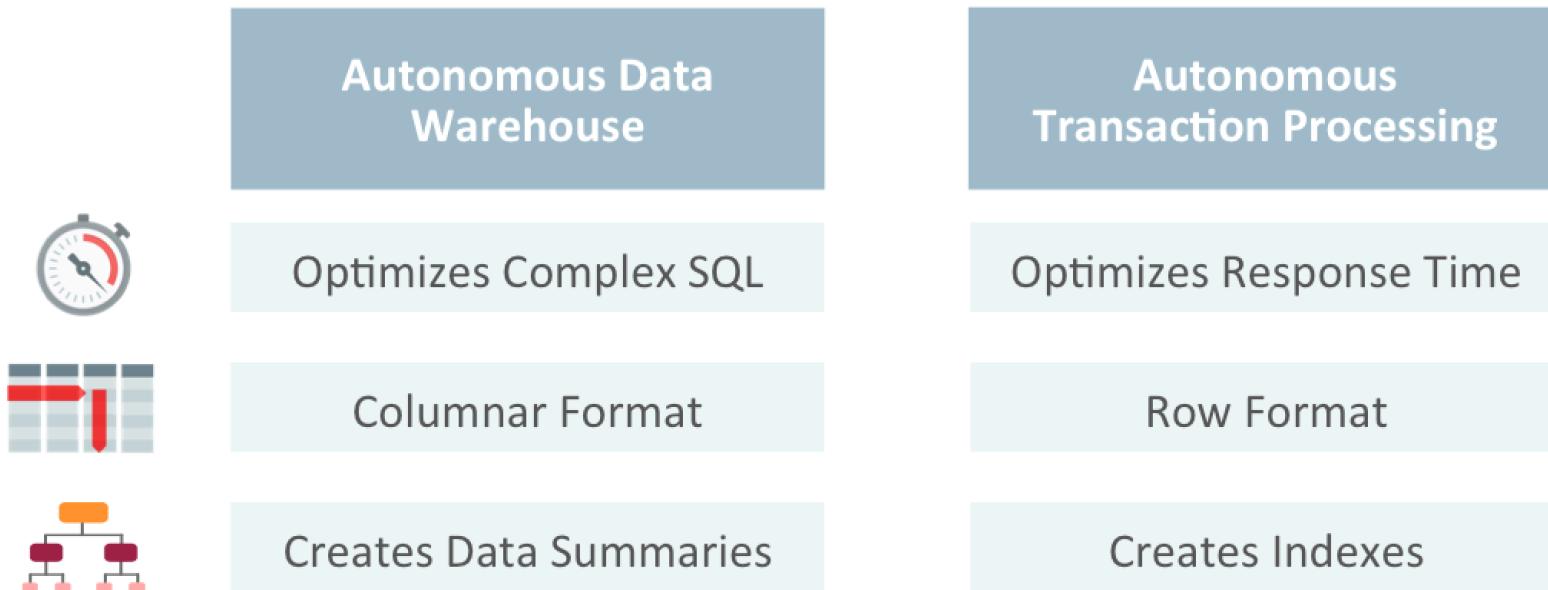 Autonomous Data
Warehouse
Autonomous
Transaction Processing
Optimizes Complex SQL
Optimizes Response Time
Columnar Format
Row Format
Creates Data Summaries
Creates Indexes